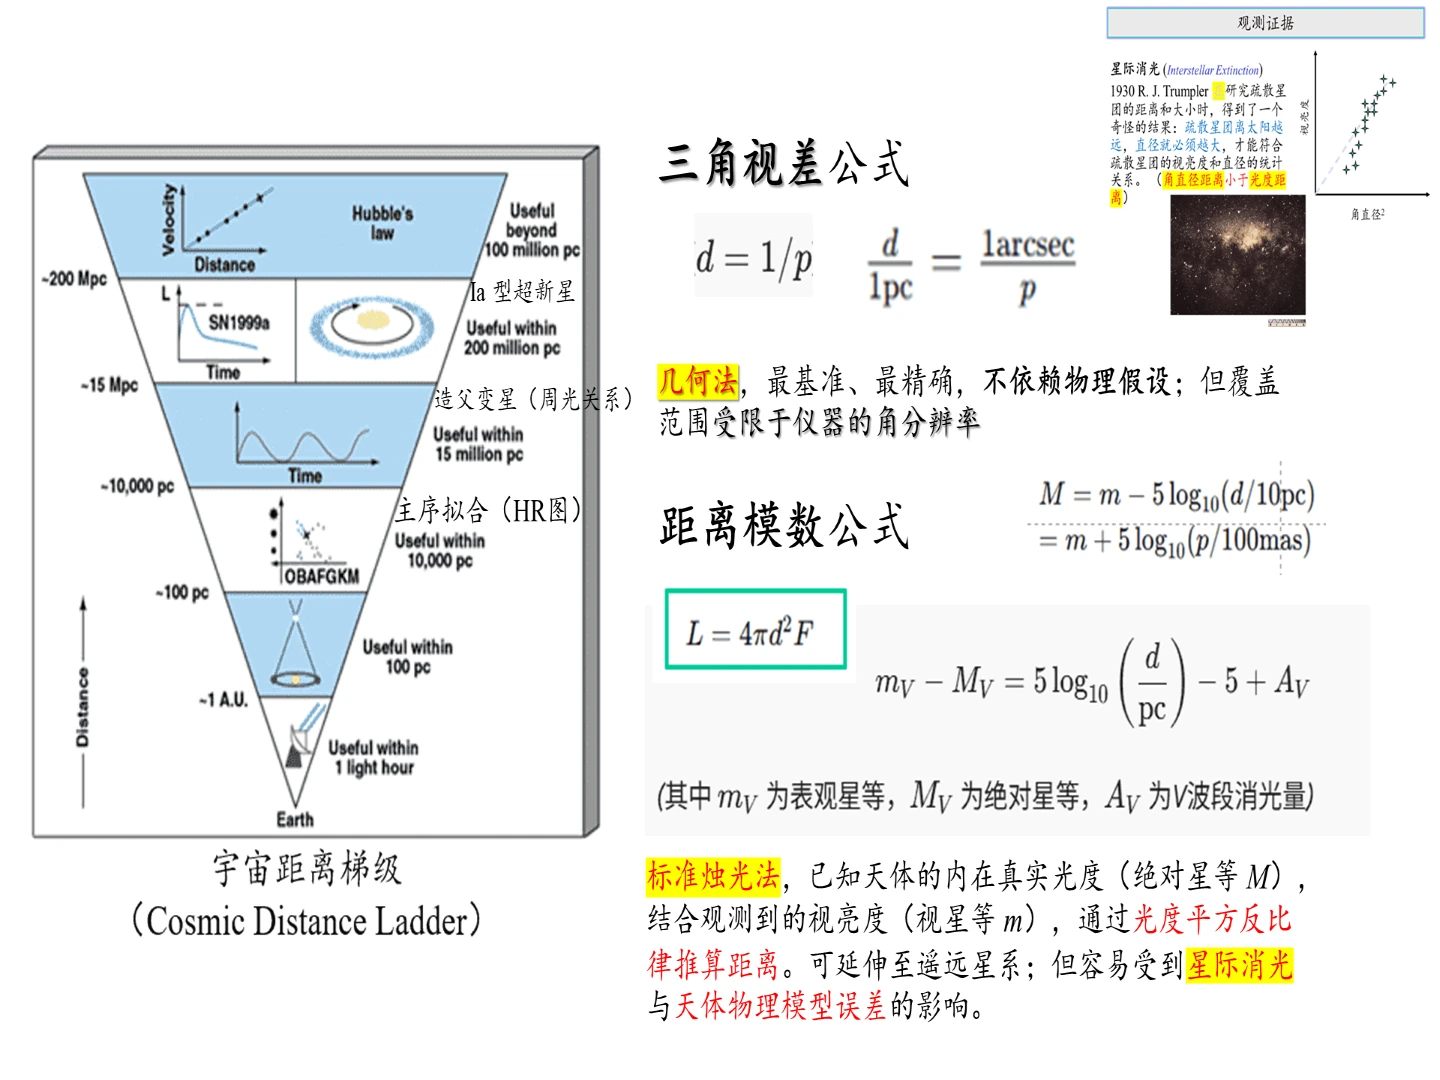 观测证据
星际消光 (Interstellar Extinction)
1930 R. J. Trumpler 在研究疏散星
团的距离和大小时，得到了一个
奇怪的结果：疏散星团离太阳越
远，直径就必须越大，才能符合
疏散星团的视亮度和直径的统计
关系。（角直径距离小于光度距
离）
视亮度
角直径²
Velocity
Distance
Hubble's
law
Useful
beyond
100 million pc
~200 Mpc
L
SN1999a
Time
Ia 型超新星
Useful within
200 million pc
~15 Mpc
造父变星（周光关系）
Useful within
15 million pc
Time
~10,000 pc
主序拟合（HR图）
Useful within
10,000 pc
OBAFGKM
~100 pc
Useful within
100 pc
~1 A.U.
Useful within
1 light hour
Distance
Earth
宇宙距离梯级
（Cosmic Distance Ladder）
三角视差公式
d = 1/p
d/1pc = 1arcsec/p
几何法，最基准、最精确，不依赖物理假设；但覆盖
范围受限于仪器的角分辨率
距离模数公式
M = m − 5 log₁₀(d/10pc)
= m + 5 log₁₀(p/100mas)
L = 4πd²F
m_V − M_V = 5 log₁₀(d/pc) − 5 + A_V
(其中 m_V 为表观星等，M_V 为绝对星等，A_V 为V波段消光量)
标准烛光法，已知天体的内在真实光度（绝对星等 M），
结合观测到的视亮度（视星等 m），通过光度平方反比
律推算距离。可延伸至遥远星系；但容易受到星际消光
与天体物理模型误差的影响。